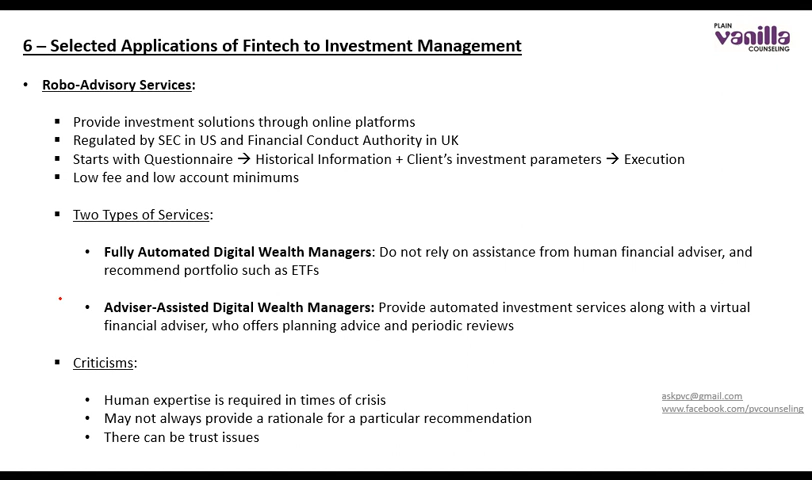 6 – Selected Applications of Fintech to Investment Management
PLAIN
vanilla
COUNSELING
• Robo-Advisory Services:
▪ Provide investment solutions through online platforms
▪ Regulated by SEC in US and Financial Conduct Authority in UK
▪ Starts with Questionnaire → Historical Information + Client's investment parameters → Execution
▪ Low fee and low account minimums
▪ Two Types of Services:
• Fully Automated Digital Wealth Managers: Do not rely on assistance from human financial adviser, and
recommend portfolio such as ETFs
• Adviser-Assisted Digital Wealth Managers: Provide automated investment services along with a virtual
financial adviser, who offers planning advice and periodic reviews
▪ Criticisms:
• Human expertise is required in times of crisis
• May not always provide a rationale for a particular recommendation
• There can be trust issues
askpvc@gmail.com
www.facebook.com/pvcounseling